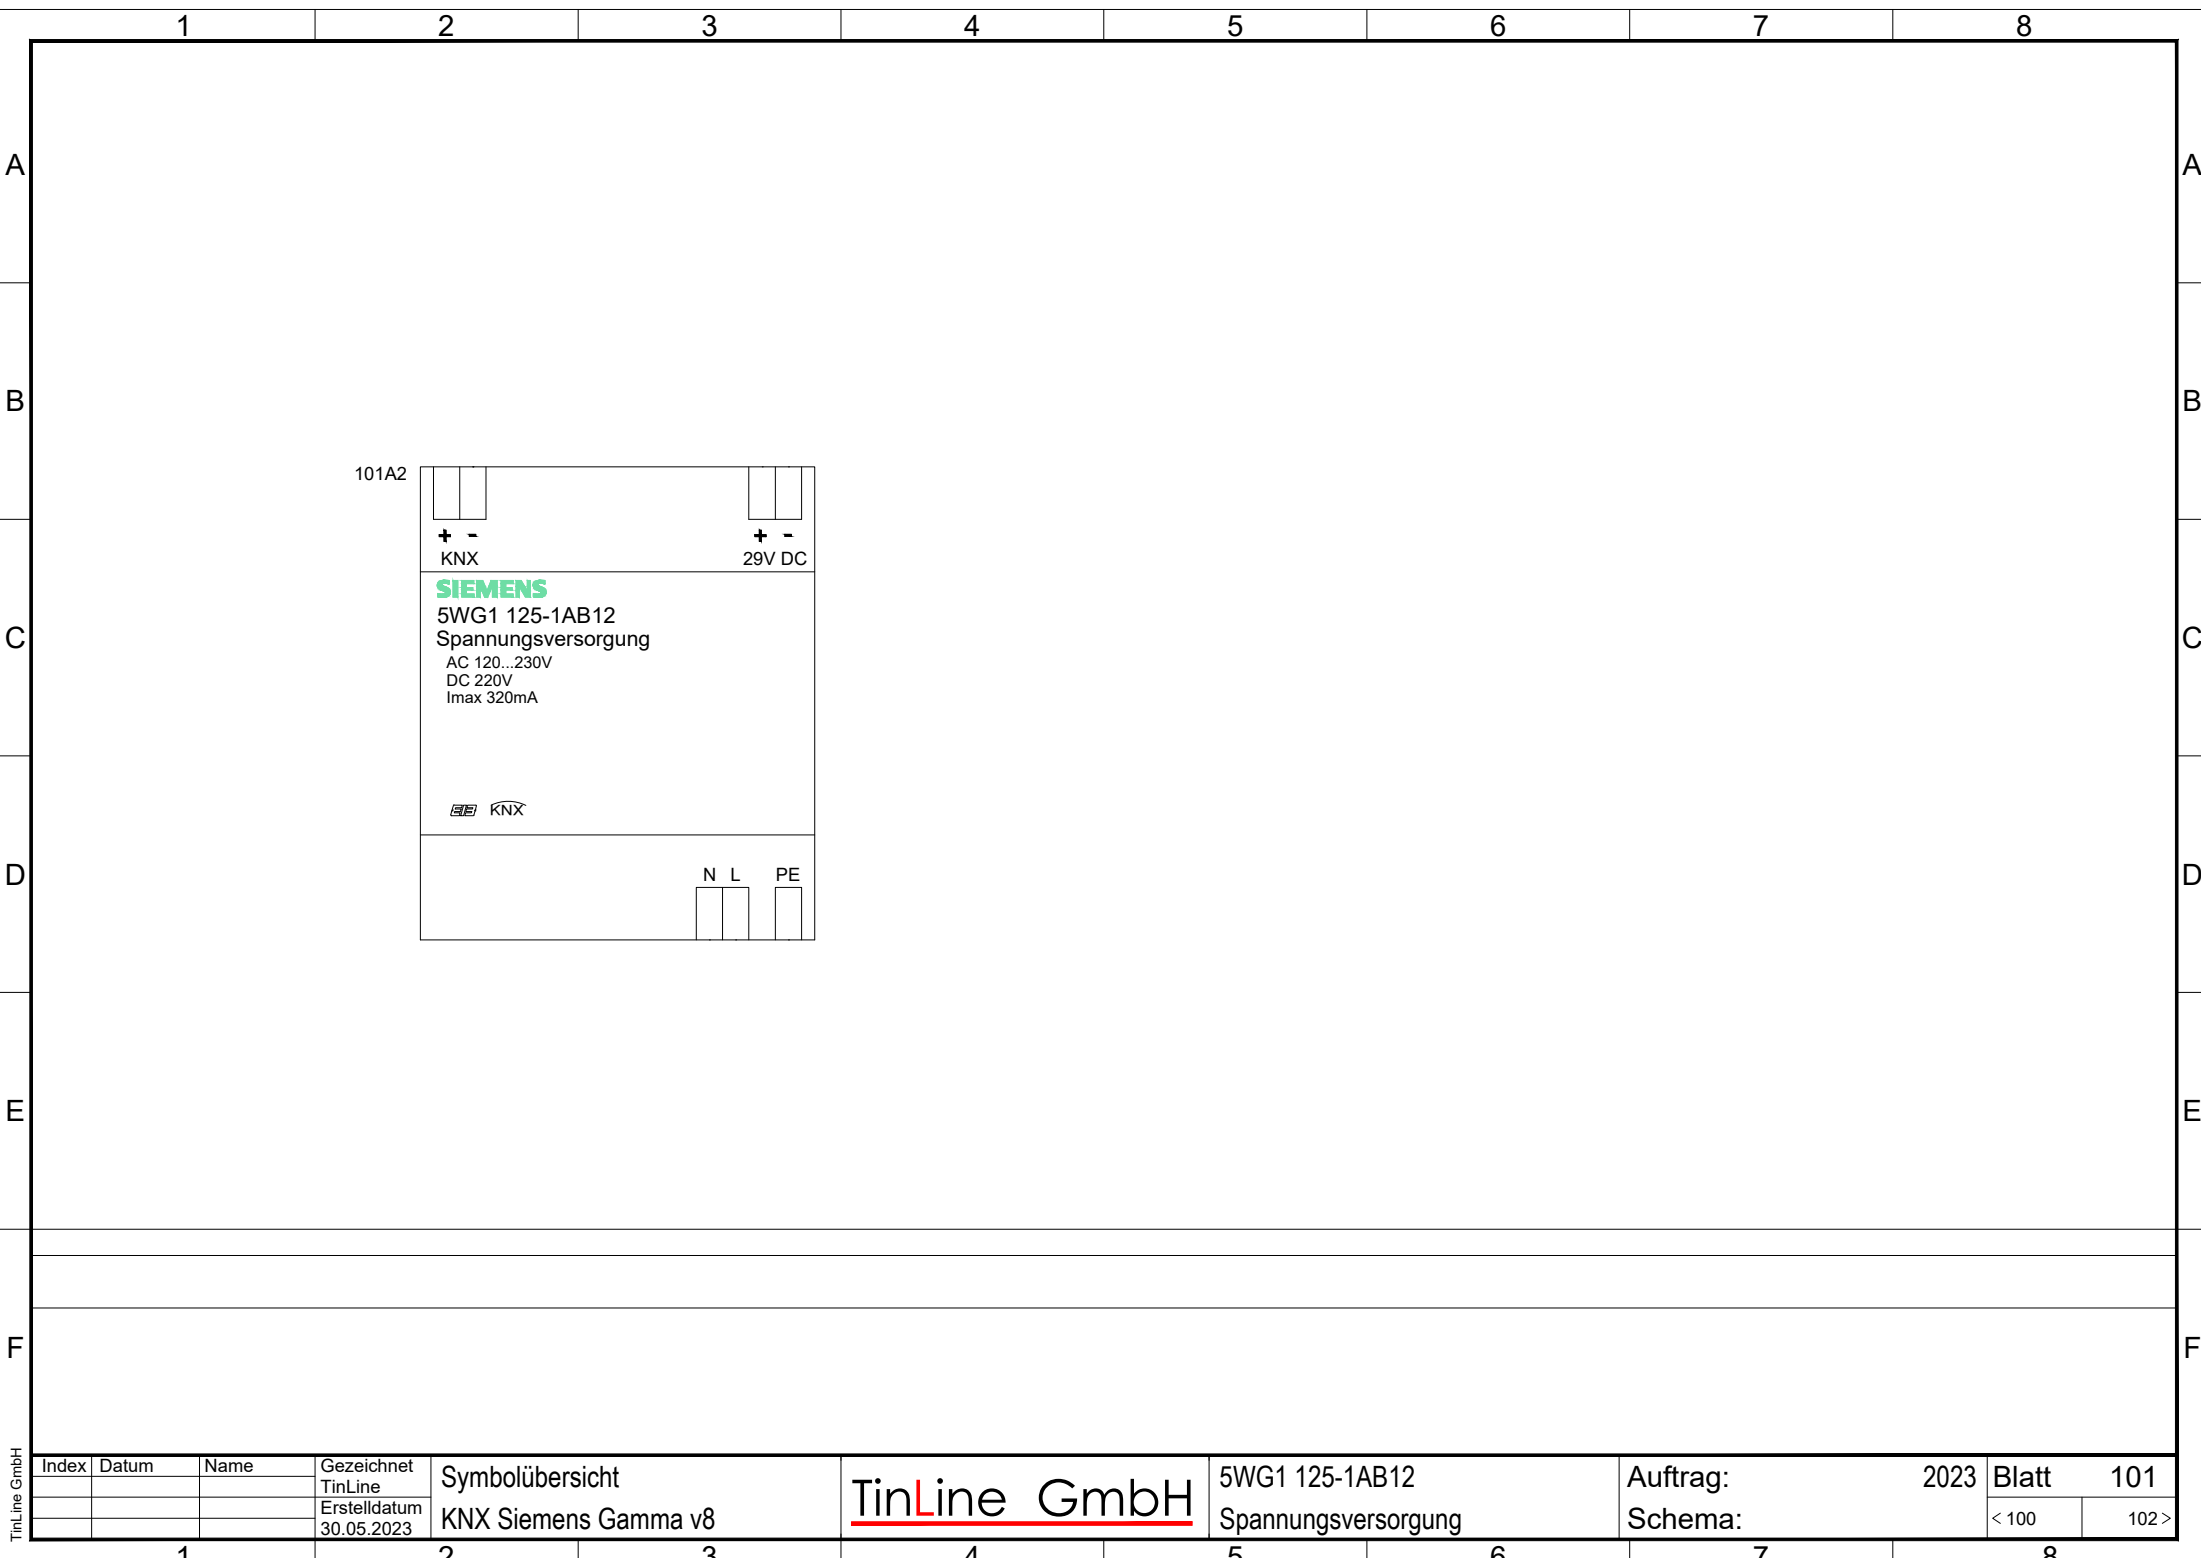 1 2 3 4 5 6 7 8
A A
B B
101A2
+ - + -
KNX 29V DC
SIEMENS
5WG1 125-1AB12
Spannungsversorgung
C C
AC 120...230V
DC 220V
Imax 320mA
EIB KNX
N L PE
D D
E E
F F
TinLine GmbH
Index Datum Name
Gezeichnet
TinLine
Erstelldatum
30.05.2023
Symbolübersicht
KNX Siemens Gamma v8
TinLine GmbH
5WG1 125-1AB12
Spannungsversorgung
Auftrag: 2023
Schema:
Blatt 101
< 100 102 >
1 2 3 4 5 6 7 8